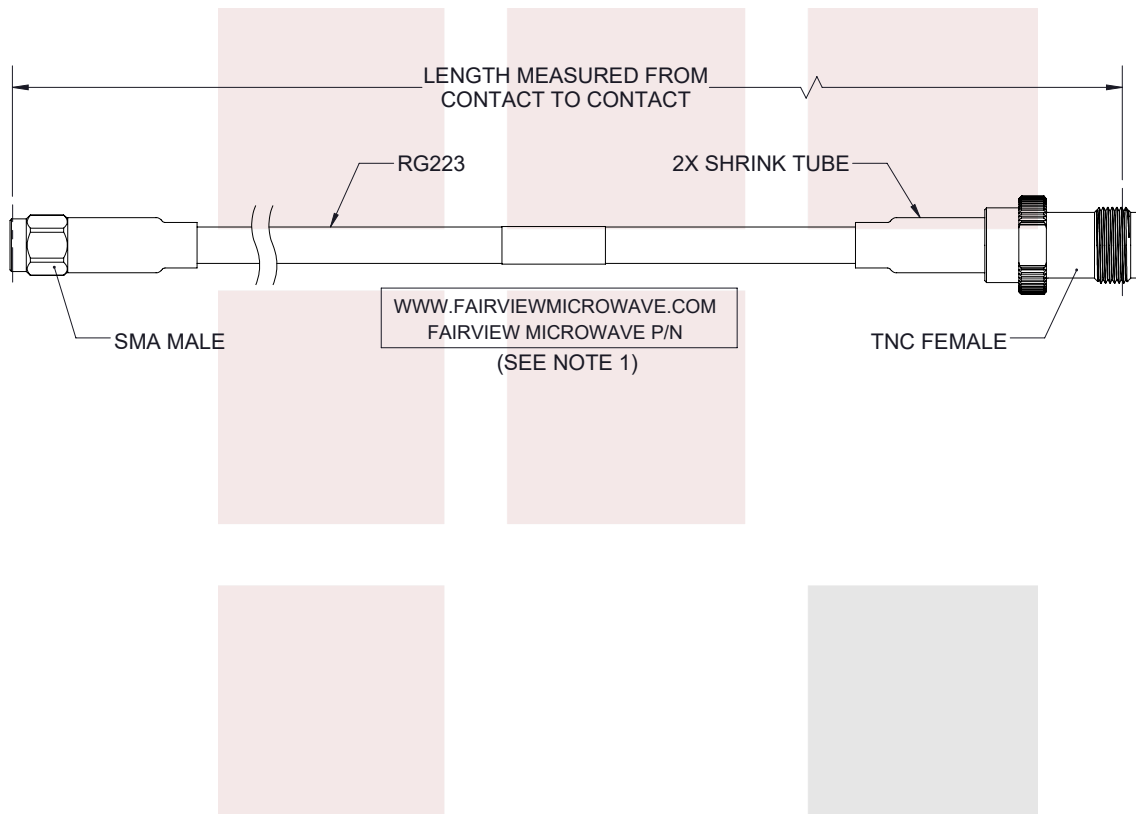 LENGTH MEASURED FROM
CONTACT TO CONTACT
RG223
2X SHRINK TUBE
SMA MALE
WWW.FAIRVIEWMICROWAVE.COM
FAIRVIEW MICROWAVE P/N
(SEE NOTE 1)
TNC FEMALE